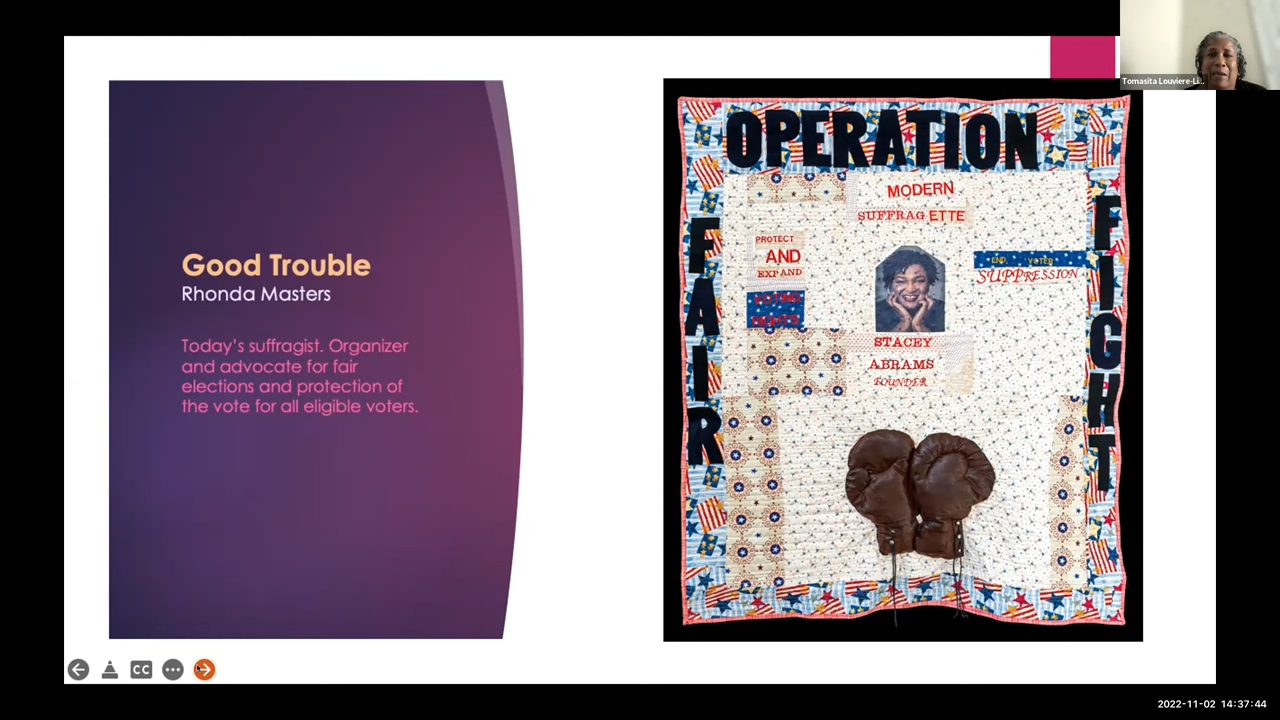 Good Trouble
Rhonda Masters
Today's suffragist. Organizer
and advocate for fair
elections and protection of
the vote for all eligible voters.
OPERATION
FAIR
FIGHT
MODERN
SUFFRAGETTE
PROTECT
AND
EXPAND
VOTING
RIGHTS
END VOTER
SUPPRESSION
STACEY
ABRAMS
FOUNDER
Tomasita Louviere-Li...
CC
2022-11-02 14:37:44